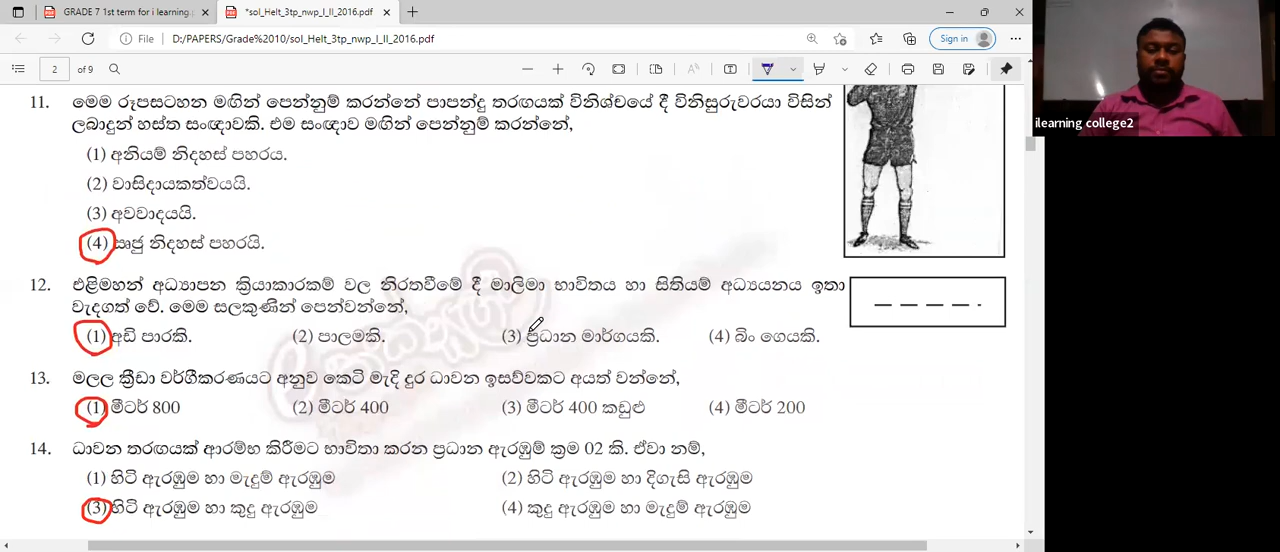 GRADE 7 1st term for i learning
*sol_Helt_3tp_nwp_I_II_2016.pdf
File
D:/PAPERS/Grade%2010/sol_Helt_3tp_nwp_I_II_2016.pdf
Sign in
2 of 9
ilearning college2
11. මෙම රූපසටහන මඟින් පෙන්නුම් කරන්නේ පාපන්දු තරඟයක් විනිශ්චයේ දී විනිසුරුවරයා විසින්
ලබාදුන් හස්ත සංඥාවකි. එම සංඥාව මඟින් පෙන්නුම් කරන්නේ,
(1) අනියම් නිදහස් පහරය.
(2) වාසිදායකත්වයයි.
(3) අවවාදයයි.
(4) සෘජු නිදහස් පහරයි.
12. එළිමහන් අධ්‍යාපන ක්‍රියාකාරකම් වල නිරතවීමේ දී මාලිමා භාවිතය හා සිතියම් අධ්‍යයනය ඉතා
වැදගත් වේ. මෙම සලකුණින් පෙන්වන්නේ,
(1) අඩි පාරකි. (2) පාලමකි. (3) ප්‍රධාන මාර්ගයකි. (4) බිං ගෙයකි.
13. මලල ක්‍රීඩා වර්ගීකරණයට අනුව කෙටි මැදි දුර ධාවන ඉසව්වකට අයත් වන්නේ,
(1) මීටර් 800 (2) මීටර් 400 (3) මීටර් 400 කඩුළු (4) මීටර් 200
14. ධාවන තරඟයක් ආරම්භ කිරීමට භාවිතා කරන ප්‍රධාන ඇරඹුම් ක්‍රම 02 කි. ඒවා නම්,
(1) හිටි ඇරඹුම හා මැදුම් ඇරඹුම (2) හිටි ඇරඹුම හා දිගැසි ඇරඹුම
(3) හිටි ඇරඹුම හා කුදු ඇරඹුම (4) කුදු ඇරඹුම හා මැදුම් ඇරඹුම